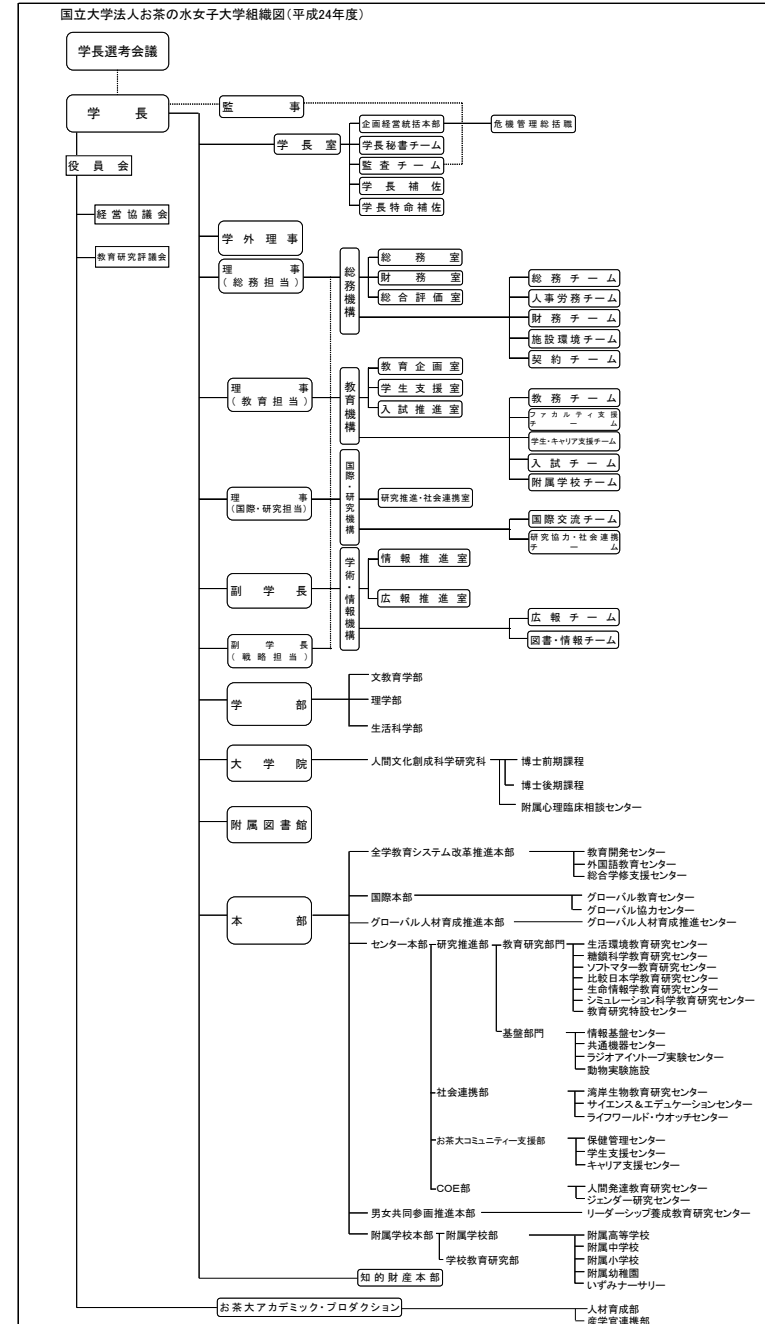 国立大学法人お茶の水女子大学組織図(平成24年度)
学長選考会議
学長
監事
役員会
経営協議会
教育研究評議会
学長室
企画経営統括本部
危機管理総括職
学長秘書チーム
監査チーム
学長補佐
学長特命補佐
学外理事
理事
(総務担当)
総務機構
総務室
財務室
総合評価室
総務チーム
人事労務チーム
財務チーム
施設環境チーム
契約チーム
理事
(教育担当)
教育機構
教育企画室
学生支援室
入試推進室
教務チーム
ファカルティ支援
チーム
学生・キャリア支援チーム
入試チーム
附属学校チーム
理事
(国際・研究担当)
国際・研究機構
研究推進・社会連携室
国際交流チーム
研究協力・社会連携
チーム
副学長
学術・情報機構
情報推進室
広報推進室
広報チーム
図書・情報チーム
副学長
(戦略担当)
学部
文教育学部
理学部
生活科学部
大学院
人間文化創成科学研究科
博士前期課程
博士後期課程
附属心理臨床相談センター
附属図書館
本部
全学教育システム改革推進本部
教育開発センター
外国語教育センター
総合学修支援センター
国際本部
グローバル教育センター
グローバル協力センター
グローバル人材育成推進本部
グローバル人材育成推進センター
センター本部
研究推進部
教育研究部門
生活環境教育研究センター
糖鎖科学教育研究センター
ソフトマター教育研究センター
比較日本学教育研究センター
生命情報学教育研究センター
シミュレーション科学教育研究センター
教育研究特設センター
基盤部門
情報基盤センター
共通機器センター
ラジオアイソトープ実験センター
動物実験施設
社会連携部
湾岸生物教育研究センター
サイエンス&エデュケーションセンター
ライフワールド・ウオッチセンター
お茶大コミュニティー支援部
保健管理センター
学生支援センター
キャリア支援センター
COE部
人間発達教育研究センター
ジェンダー研究センター
男女共同参画推進本部
リーダーシップ養成教育研究センター
附属学校本部
附属学校部
附属高等学校
附属中学校
附属小学校
附属幼稚園
いずみナーサリー
学校教育研究部
知的財産本部
お茶大アカデミック・プロダクション
人材育成部
産学官連携部